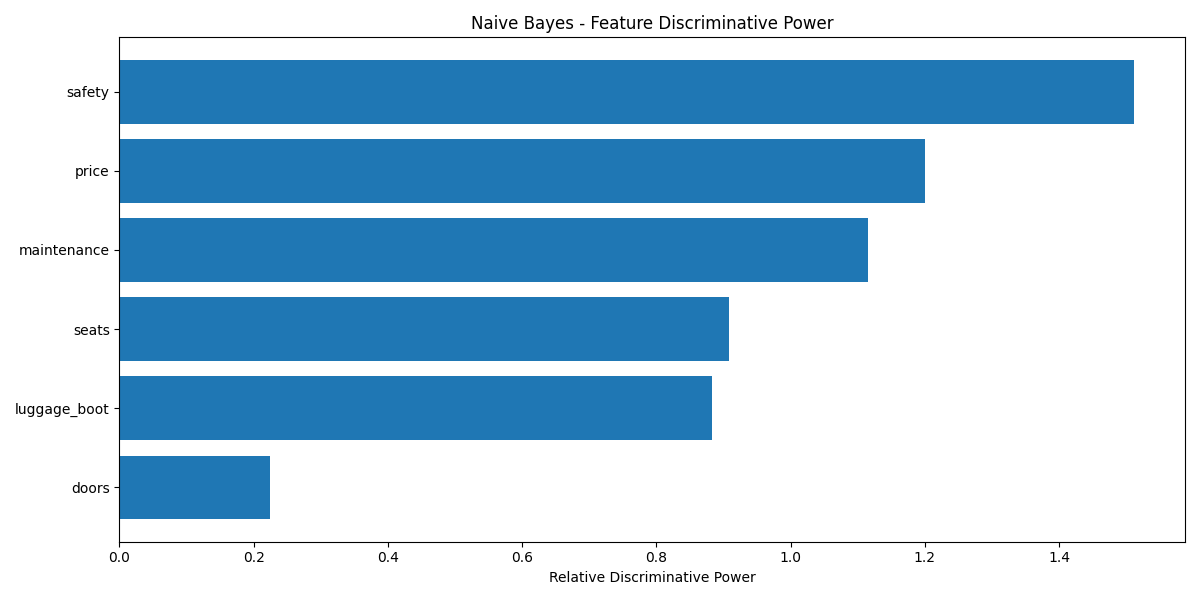 Naive Bayes - Feature Discriminative Power
safety
price
maintenance
seats
luggage_boot
doors
0.0 0.2 0.4 0.6 0.8 1.0 1.2 1.4
Relative Discriminative Power